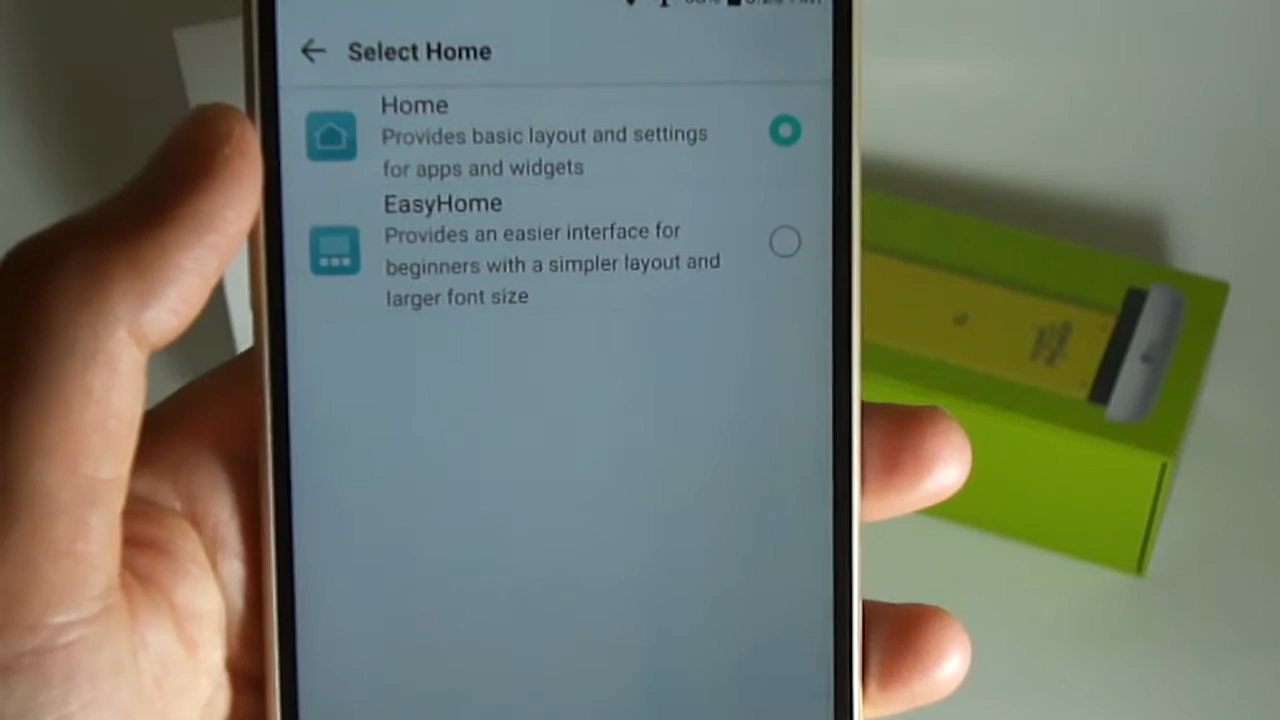 Select Home
Home
Provides basic layout and settings
for apps and widgets
EasyHome
Provides an easier interface for
beginners with a simpler layout and
larger font size